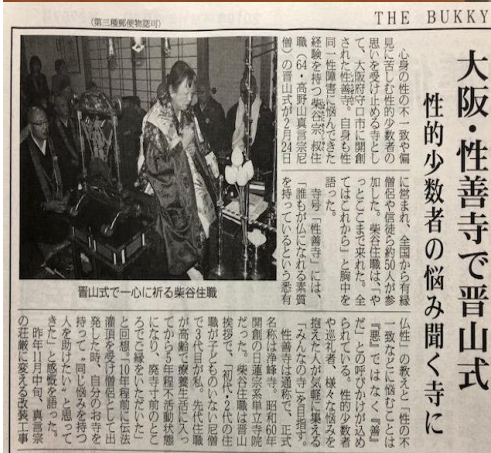 (第三種郵便物認可)
THE BUKKY
大阪・性善寺で晋山式
性的少数者の悩み聞く寺に
心身の性の不一致や偏
見に苦しむ性的少数者の
思いを受け止める寺とし
て、大阪府守口市に開創
された性善寺。自身も性
同一性障害に悩んできた
経験を持つ柴谷宗叔住
職(64・高野山真言宗尼
僧)の晋山式が2月24日
に営まれ、全国から有縁
僧侶や信徒ら約50人が参
加した。柴谷住職は「や
っとここまで来れた。全
てはこれから」と胸中を
語った。
寺号「性善寺」には、
「誰もが仏になれる素質
を持っているという悉有
晋山式で一心に祈る柴谷住職
仏性」の教えと「性の不
一致などに悩むことは
『悪』ではなく『善』
だ」との呼びかけが込め
られている。性的少数者
や巡礼者、様々な悩みを
抱えた人が気軽に集える
「みんなの寺」を目指す。
性善寺は通称で、正式
名称は浄峰寺。昭和60年
開創の日蓮宗系単立寺院
だった。柴谷住職は晋山
挨拶で、「初代・2代の住
職が子どものいない尼僧
で3代目が私。先代住職
が高齢で療養生活に入っ
てから5年程不活動状態
になり、廃寺寸前のとこ
ろでご縁をいただいた」
と回想。「10年程前に伝法
灌頂を受け僧侶として出
発した時、自分のお寺を
持って〝同じ悩みを持つ
人を助けたい〟と思って
きた」と感慨を語った。
昨年11月中旬、真言宗
の荘厳に変える改装工事